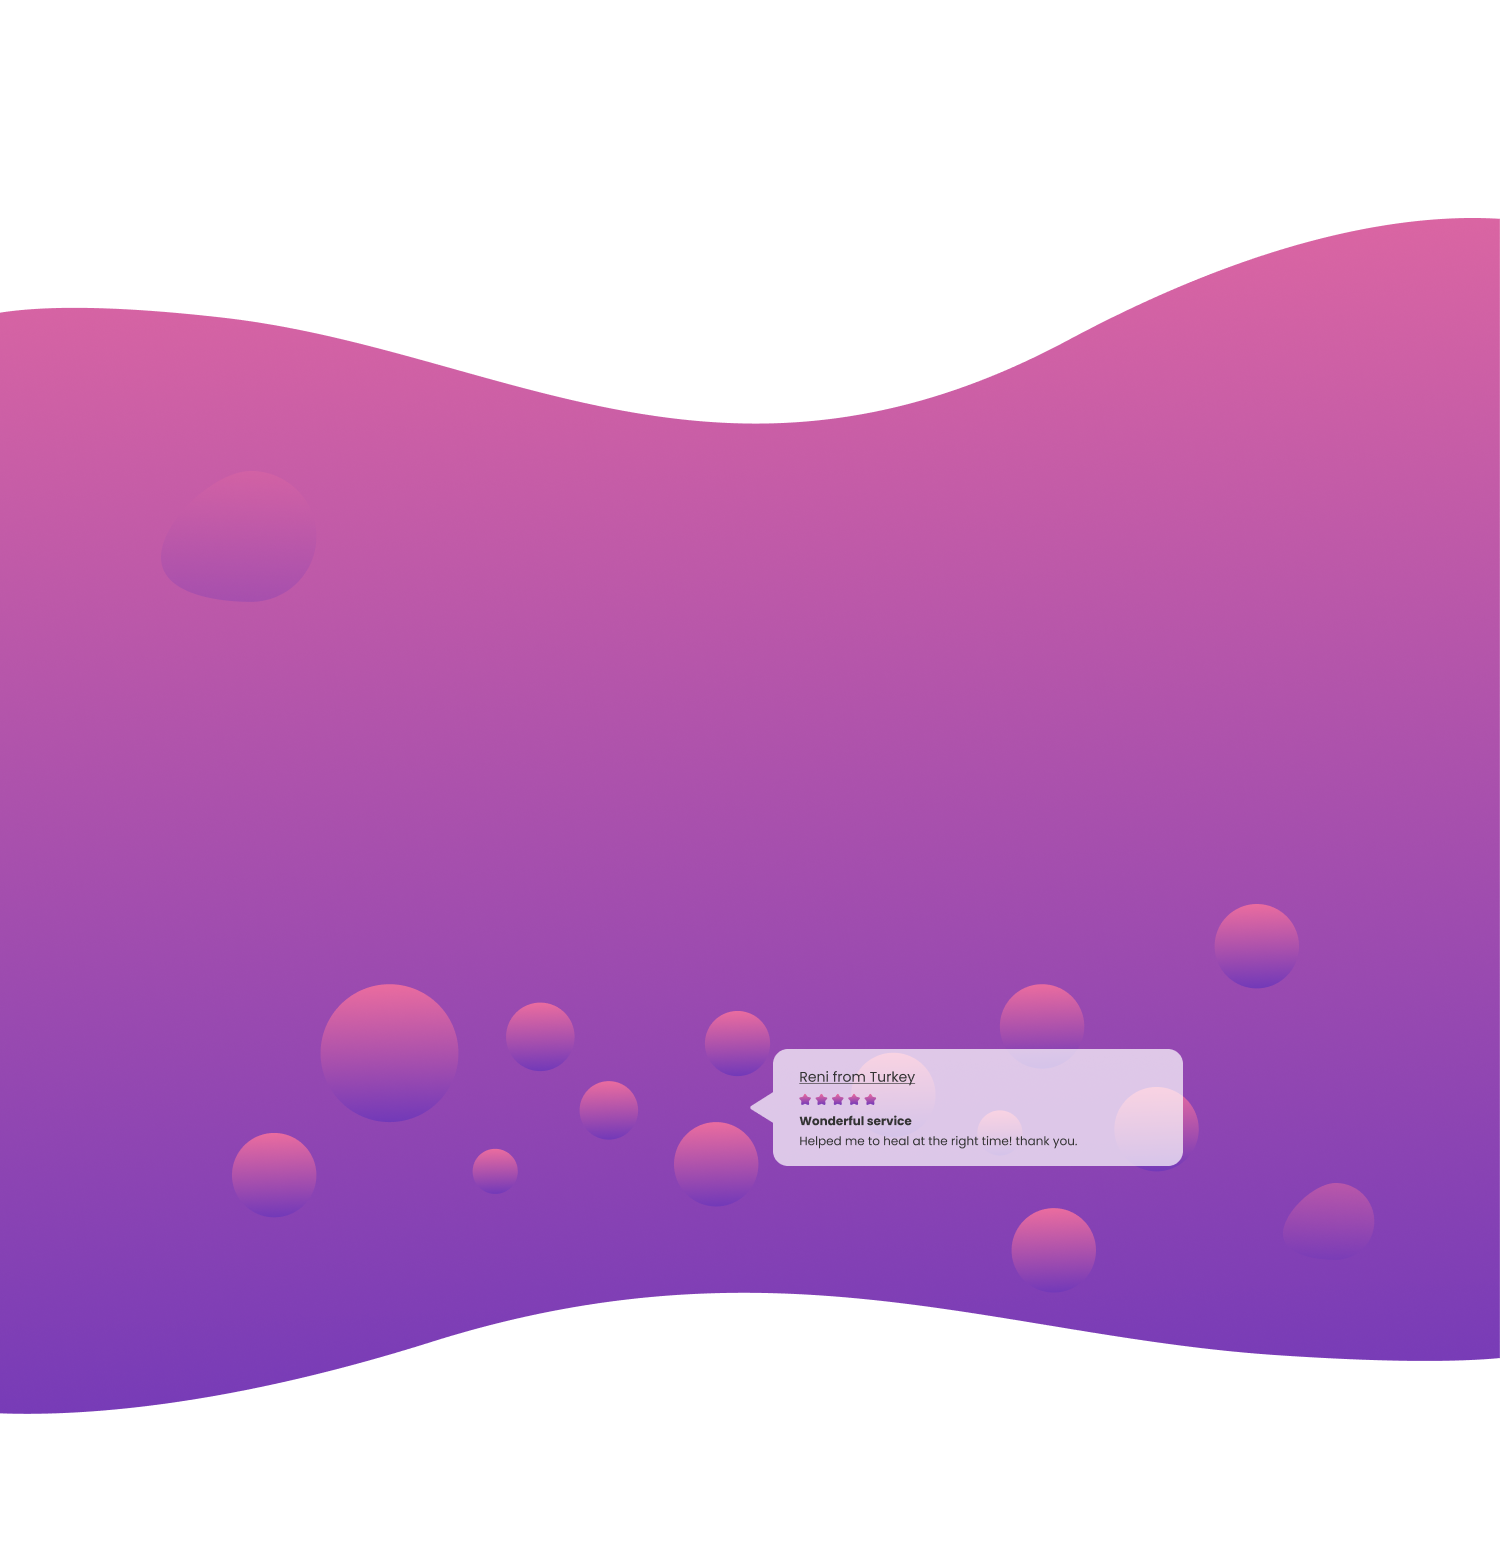 Reni from Turkey
Wonderful service
Helped me to heal at the right time! thank you.